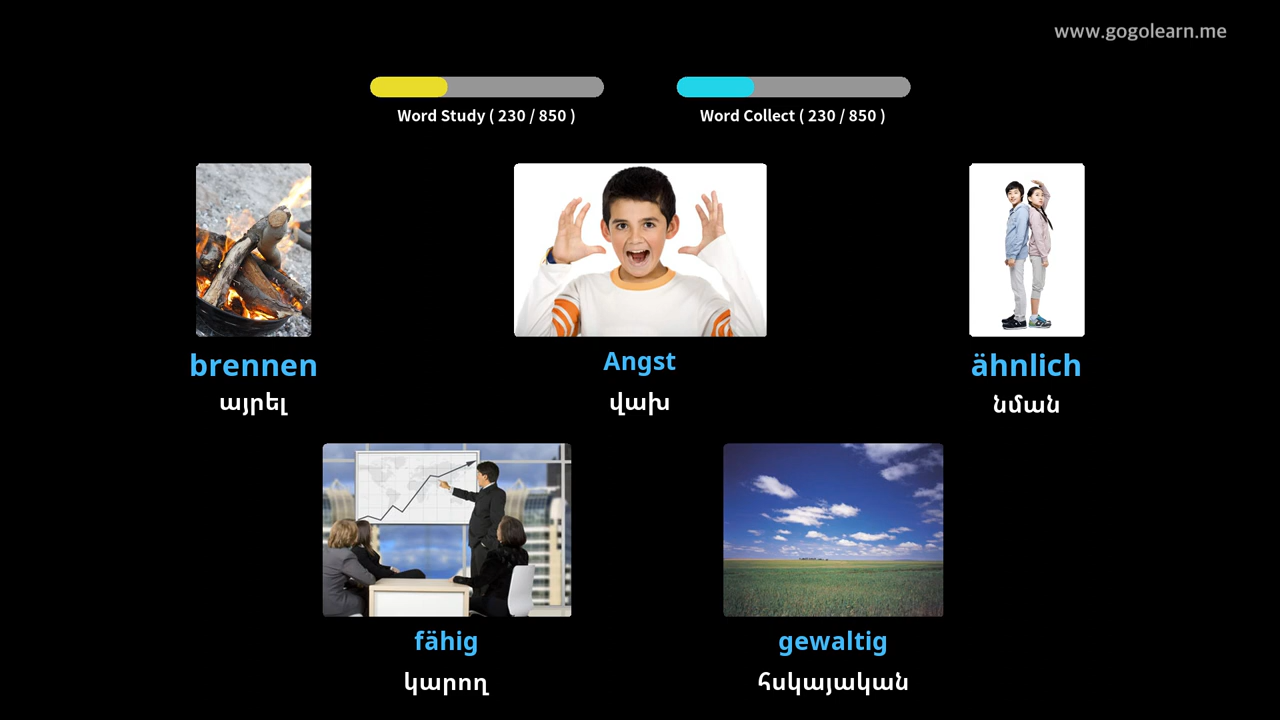 www.gogolearn.me
Word Study ( 230 / 850 )
Word Collect ( 230 / 850 )
brennen
այրել
Angst
վախ
ähnlich
նման
fähig
կարող
gewaltig
հսկայական